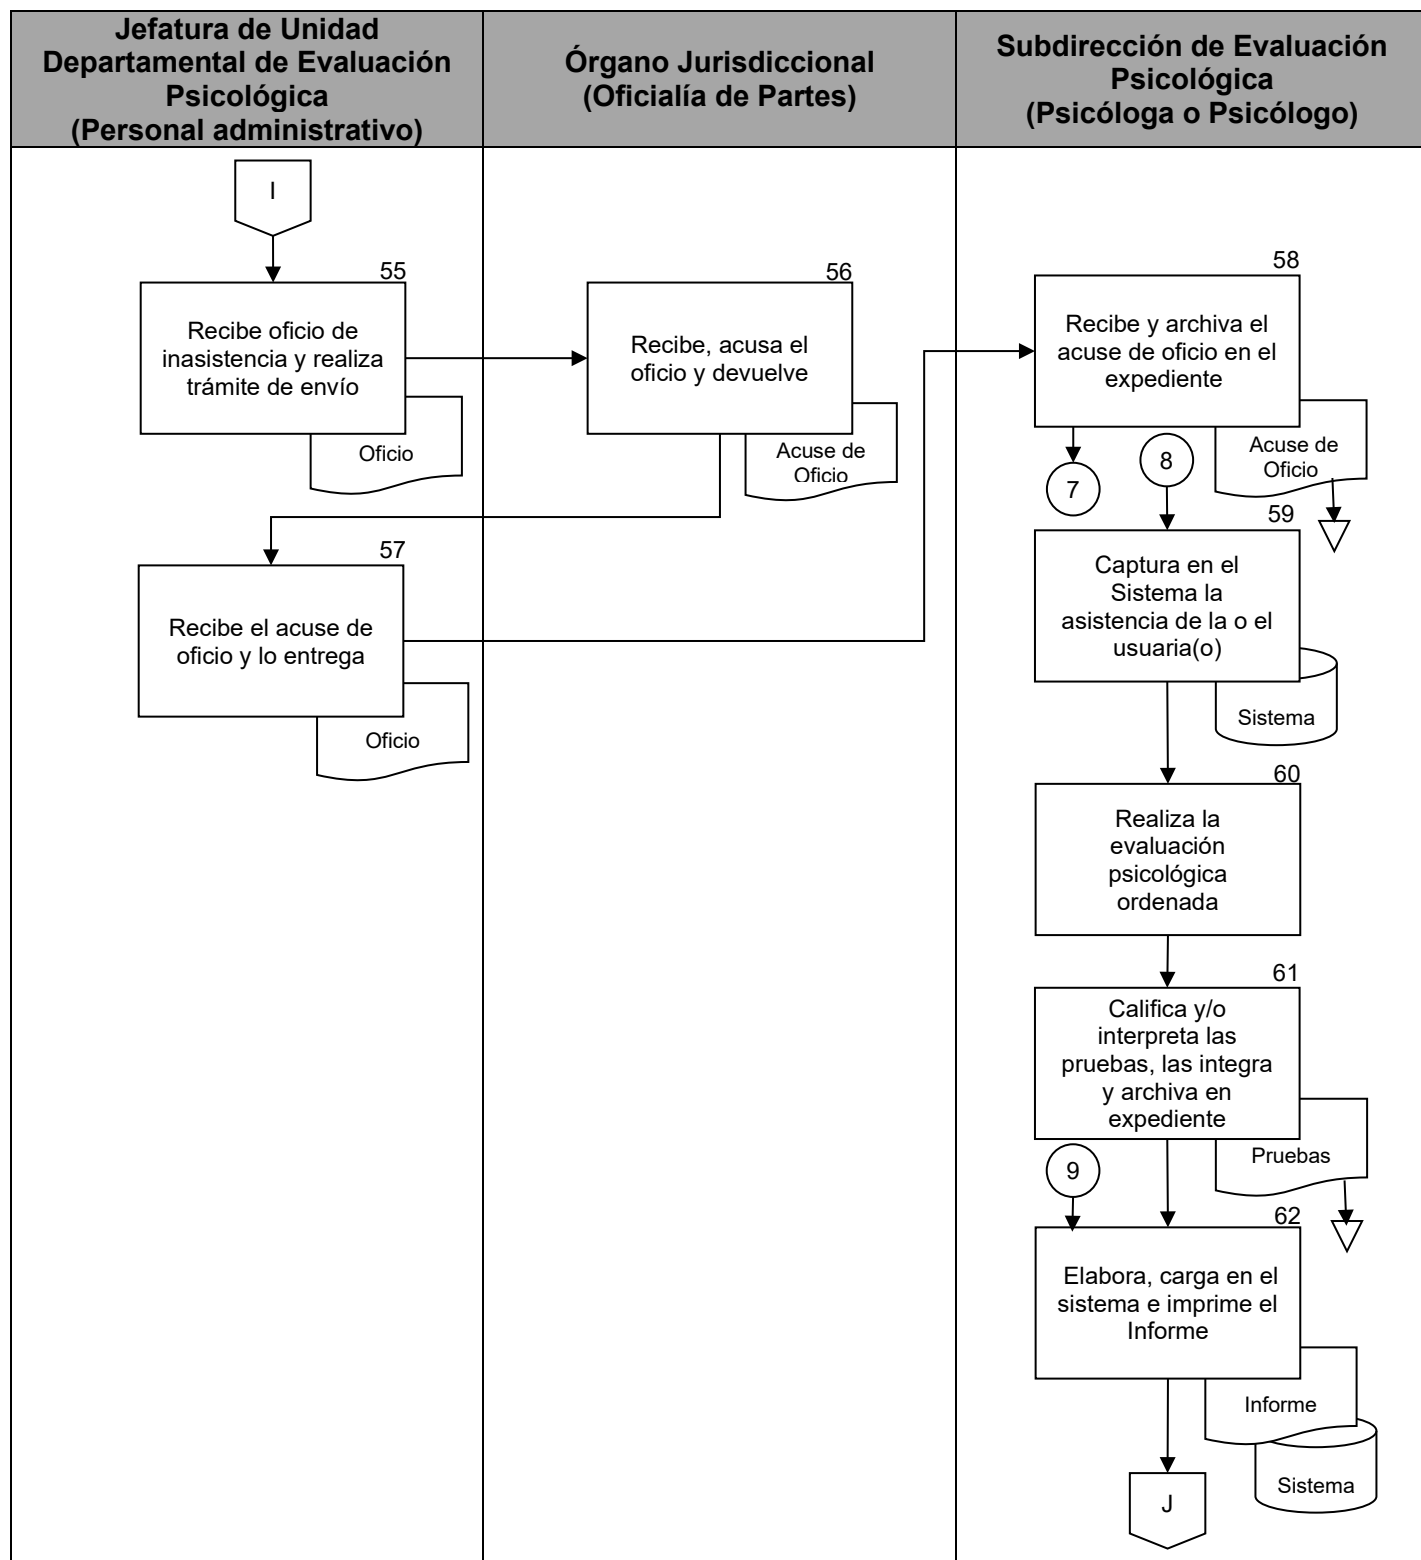 Jefatura de Unidad
Departamental de Evaluación
Psicológica
(Personal administrativo)
Órgano Jurisdiccional
(Oficialía de Partes)
Subdirección de Evaluación
Psicológica
(Psicóloga o Psicólogo)
I
55
Recibe oficio de
inasistencia y realiza
trámite de envío
Oficio
56
Recibe, acusa el
oficio y devuelve
Acuse de
Oficio
57
Recibe el acuse de
oficio y lo entrega
Oficio
58
Recibe y archiva el
acuse de oficio en el
expediente
Acuse de
Oficio
7
8
59
Captura en el
Sistema la
asistencia de la o el
usuaria(o)
Sistema
60
Realiza la
evaluación
psicológica
ordenada
61
Califica y/o
interpreta las
pruebas, las integra
y archiva en
expediente
Pruebas
9
62
Elabora, carga en el
sistema e imprime el
Informe
Informe
Sistema
J